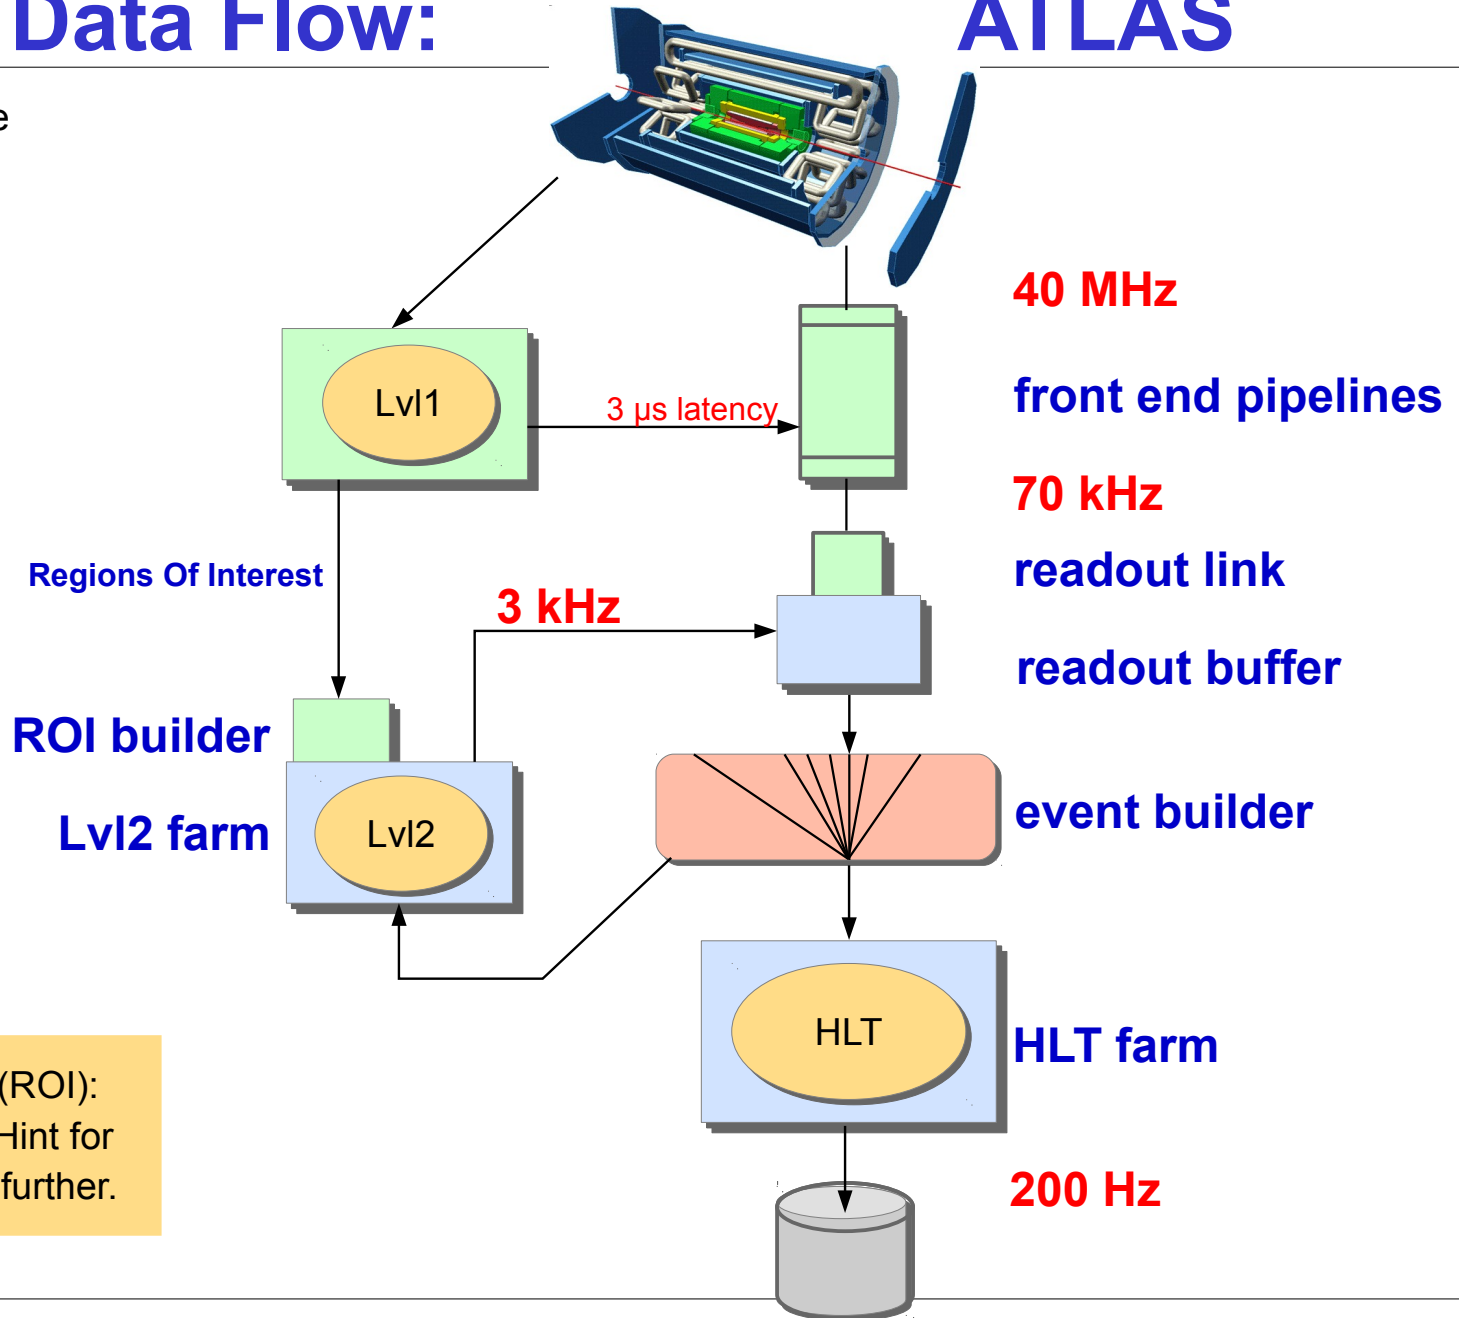 Data Flow: ATLAS
e
40 MHz
Lvl1
3 µs latency
front end pipelines
70 kHz
Regions Of Interest
3 kHz
readout link
readout buffer
ROI builder
Lvl2 farm
Lvl2
event builder
HLT
HLT farm
(ROI):
Hint for
further.
200 Hz